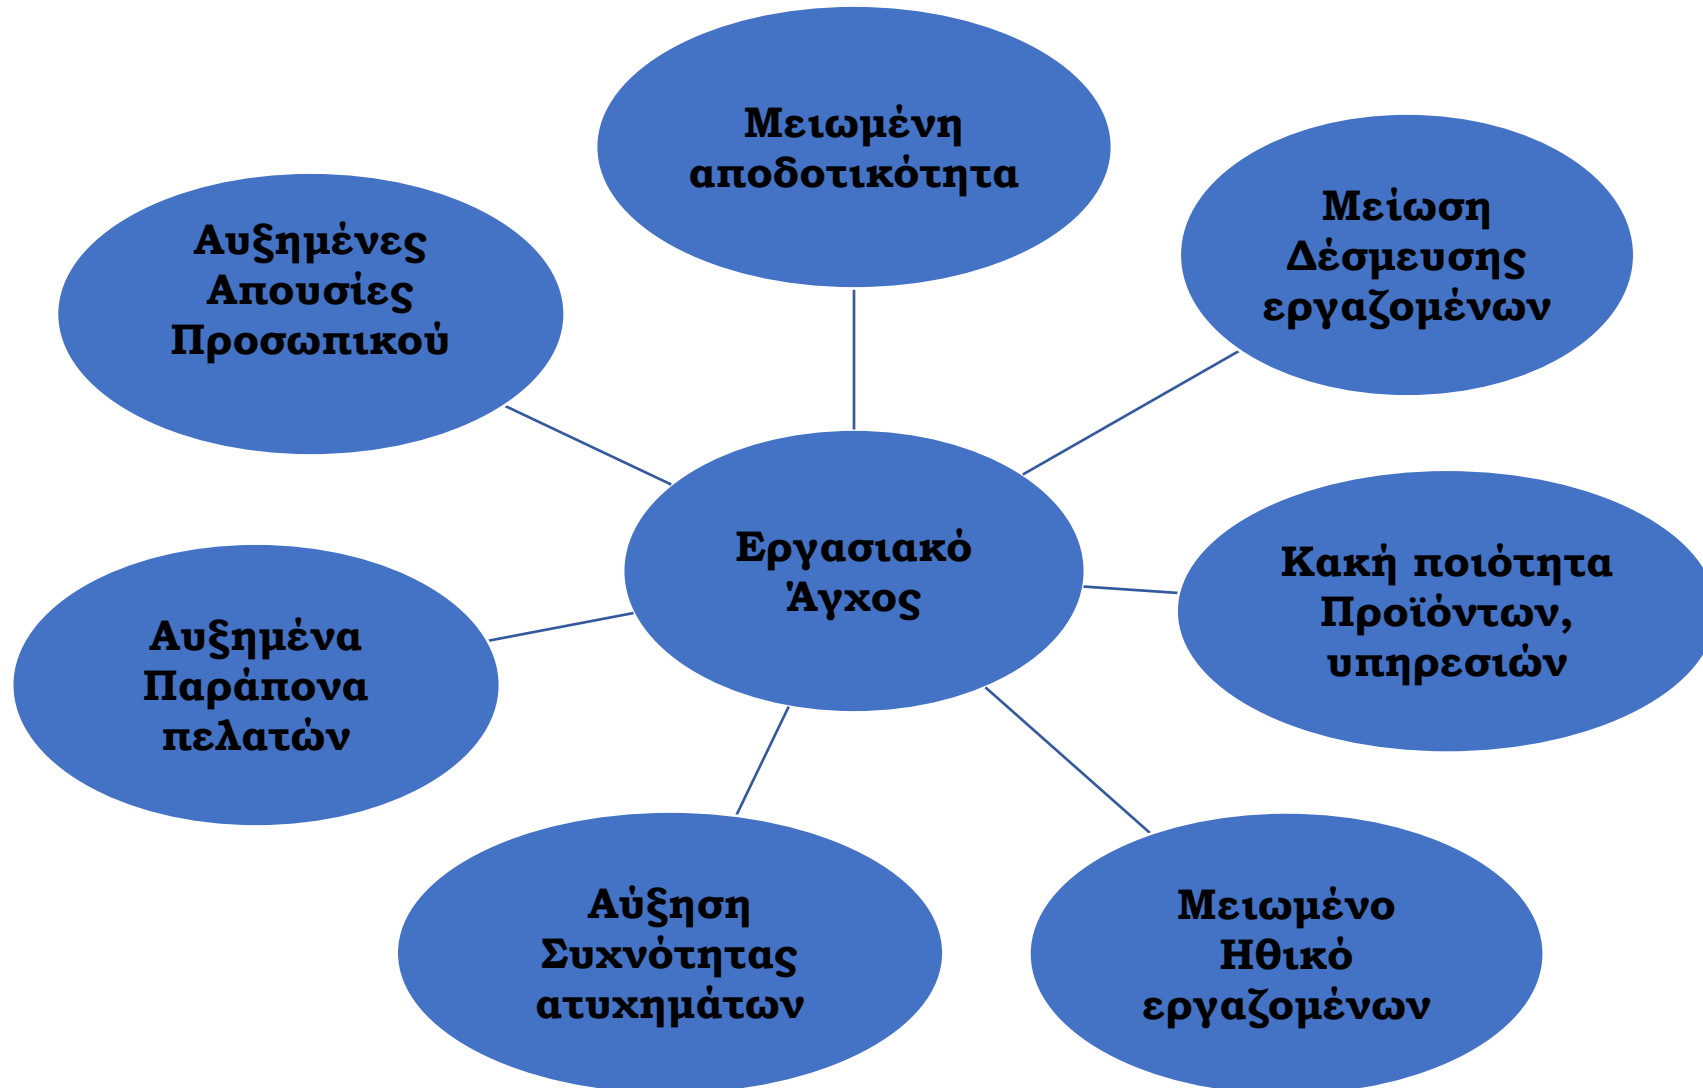 Μειωμένη
αποδοτικότητα
Μείωση
Δέσμευσης
εργαζομένων
Αυξημένες
Απουσίες
Προσωπικού
Εργασιακό
Άγχος
Κακή ποιότητα
Προϊόντων,
υπηρεσιών
Αυξημένα
Παράπονα
πελατών
Αύξηση
Συχνότητας
ατυχημάτων
Μειωμένο
Ηθικό
εργαζομένων